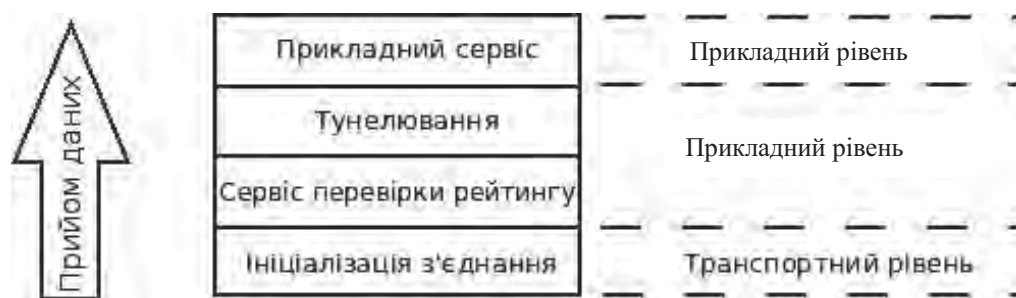 Прийом даних
Прикладний сервіс
Прикладний рівень
Тунелювання
Прикладний рівень
Сервіс перевірки рейтингу
Ініціалізація з'єднання
Транспортний рівень